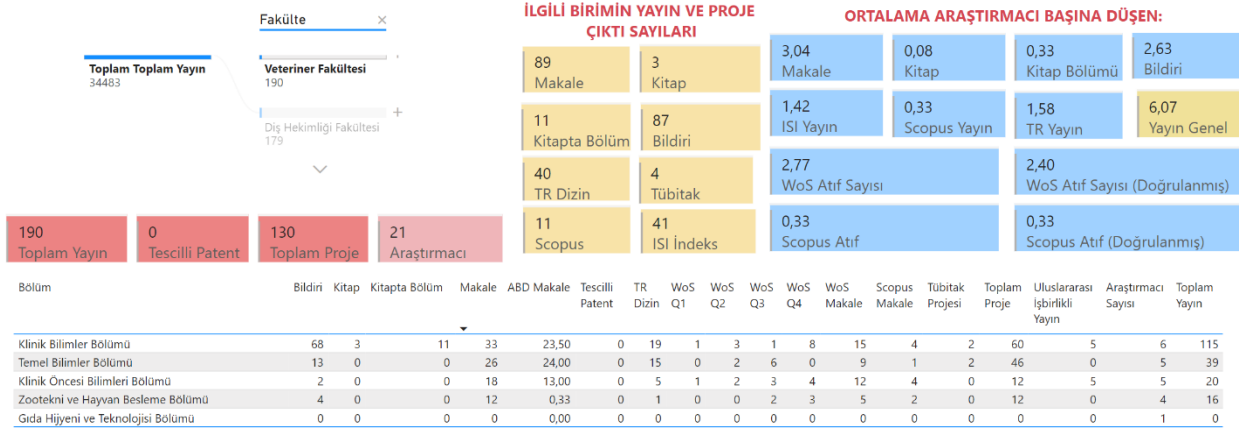 Fakülte ×
Toplam Toplam Yayın
34483
Veteriner Fakültesi
190
Diş Hekimliği Fakültesi
179
190
Toplam Yayın
0
Tescilli Patent
130
Toplam Proje
21
Araştırmacı
İLGİLİ BİRİMİN YAYIN VE PROJE
ÇIKTI SAYILARI
89
Makale
3
Kitap
11
Kitapta Bölüm
87
Bildiri
40
TR Dizin
4
Tübitak
11
Scopus
41
ISI İndeks
ORTALAMA ARAŞTIRMACI BAŞINA DÜŞEN:
3,04
Makale
0,08
Kitap
0,33
Kitap Bölümü
2,63
Bildiri
1,42
ISI Yayın
0,33
Scopus Yayın
1,58
TR Yayın
6,07
Yayın Genel
2,77
WoS Atıf Sayısı
2,40
WoS Atıf Sayısı (Doğrulanmış)
0,33
Scopus Atıf
0,33
Scopus Atıf (Doğrulanmış)
Bölüm Bildiri Kitap Kitapta Bölüm Makale ABD Makale Tescilli TR WoS WoS WoS WoS WoS Scopus Tübitak Toplam Uluslararası Araştırmacı Toplam
Patent Dizin Q1 Q2 Q3 Q4 Makale Makale Projesi Proje İşbirlikli Sayısı Yayın
Yayın
Klinik Bilimler Bölümü 68 3 11 33 23,50 0 19 1 3 1 8 15 4 2 60 5 6 115
Temel Bilimler Bölümü 13 0 0 26 24,00 0 15 0 2 6 0 9 1 2 46 0 5 39
Klinik Öncesi Bilimleri Bölümü 2 0 0 18 13,00 0 5 1 2 3 4 12 4 0 12 5 5 20
Zootekni ve Hayvan Besleme Bölümü 4 0 0 12 0,33 0 1 0 0 2 3 5 2 0 12 0 4 16
Gıda Hijyeni ve Teknolojisi Bölümü 0 0 0 0 0,00 0 0 0 0 0 0 0 0 0 0 0 1 0